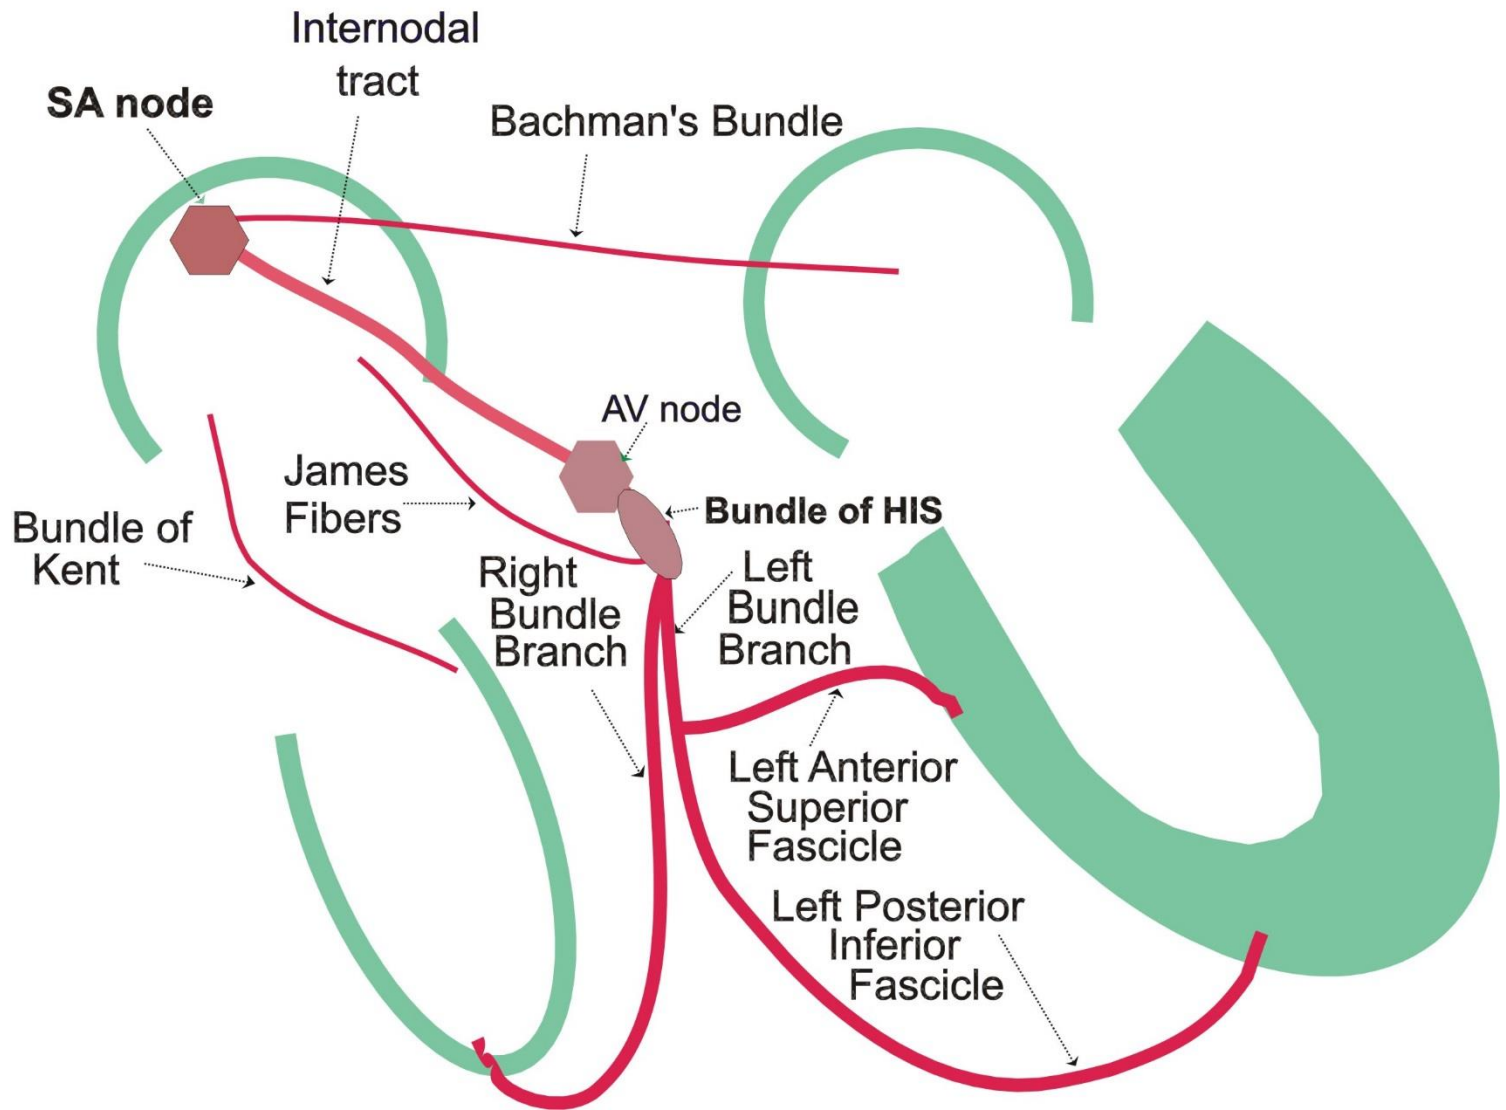 Internodal
tract
SA node
Bachman's Bundle
AV node
James
Fibers
Bundle of HIS
Bundle of
Kent
Right
Bundle
Branch
Left
Bundle
Branch
Left Anterior
Superior
Fascicle
Left Posterior
Inferior
Fascicle